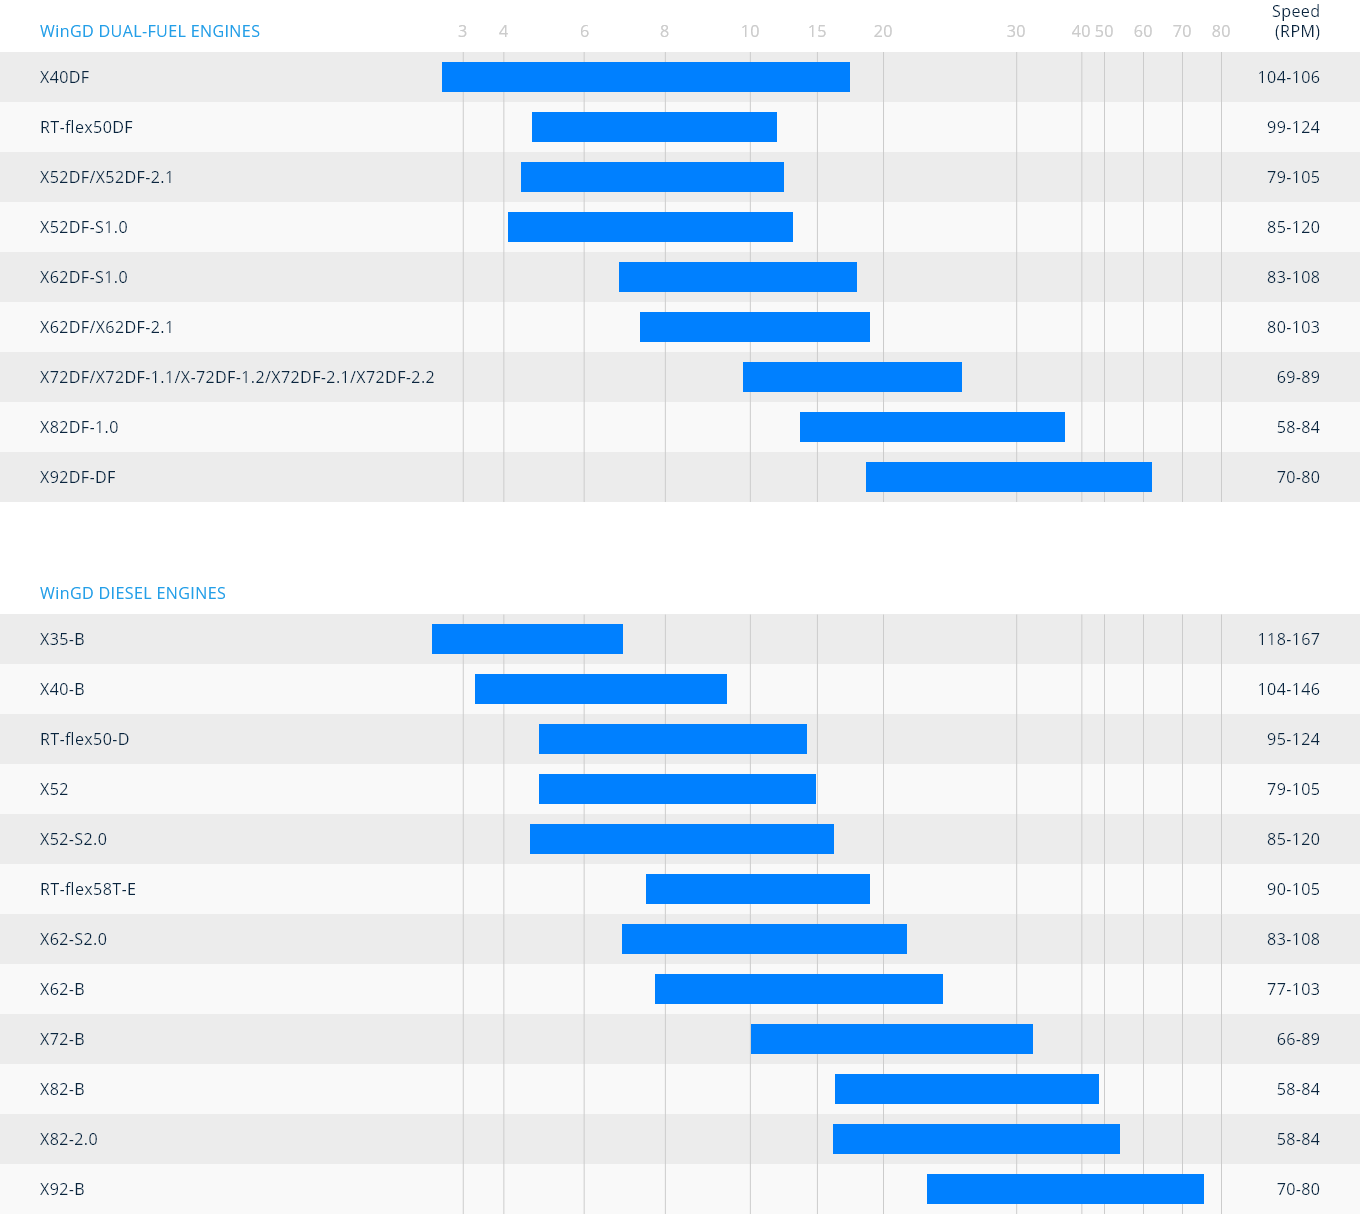 Speed
WinGD DUAL-FUEL ENGINES 3 4 6 8 10 15 20 30 40 50 60 70 80 (RPM)
X40DF 104-106
RT-flex50DF 99-124
X52DF/X52DF-2.1 79-105
X52DF-S1.0 85-120
X62DF-S1.0 83-108
X62DF/X62DF-2.1 80-103
X72DF/X72DF-1.1/X-72DF-1.2/X72DF-2.1/X72DF-2.2 69-89
X82DF-1.0 58-84
X92DF-DF 70-80
WinGD DIESEL ENGINES
X35-B 118-167
X40-B 104-146
RT-flex50-D 95-124
X52 79-105
X52-S2.0 85-120
RT-flex58T-E 90-105
X62-S2.0 83-108
X62-B 77-103
X72-B 66-89
X82-B 58-84
X82-2.0 58-84
X92-B 70-80